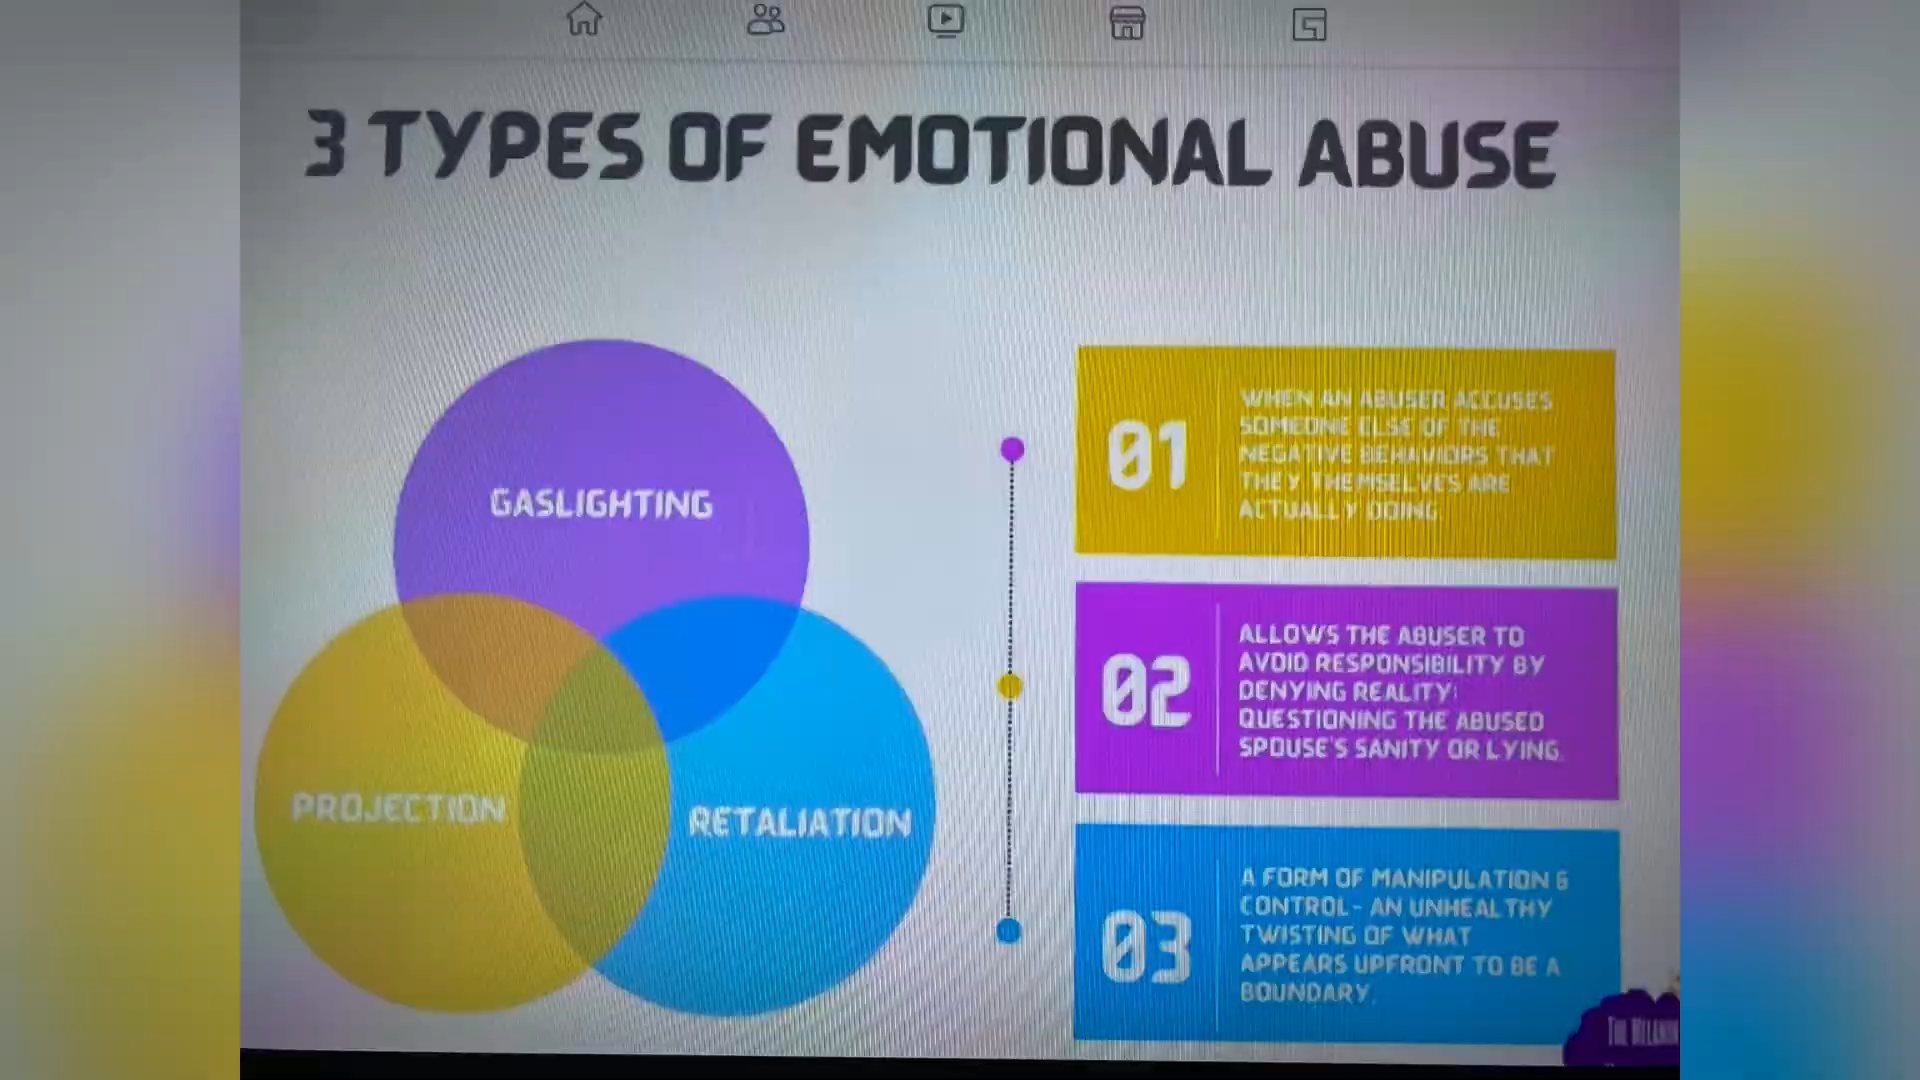 3 TYPES OF EMOTIONAL ABUSE
GASLIGHTING
PROJECTION
RETALIATION
01
WHEN AN ABUSER ACCUSES
SOMEONE ELSE OF THE
NEGATIVE BEHAVIORS THAT
THEY THEMSELVES ARE
ACTUALLY DOING.
02
ALLOWS THE ABUSER TO
AVOID RESPONSIBILITY BY
DENYING REALITY;
QUESTIONING THE ABUSED
SPOUSE'S SANITY OR LYING.
03
A FORM OF MANIPULATION &
CONTROL- AN UNHEALTHY
TWISTING OF WHAT
APPEARS UPFRONT TO BE A
BOUNDARY.
THE